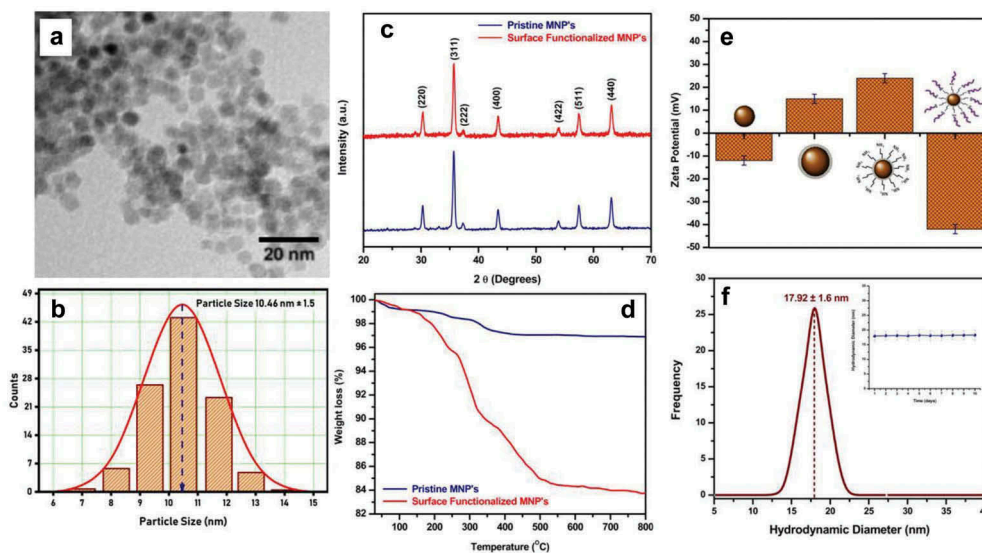 a
20 nm
b
Particle Size 10.46 nm ± 1.5
49
42
35
28
21
14
7
0
Counts
6 7 8 9 10 11 12 13 14 15
Particle Size (nm)
c
Pristine MNP's
Surface Functionalized MNP's
(220)
(311)
(222)
(400)
(422)
(511)
(440)
Intensity (a.u.)
20 30 40 50 60 70
2 θ (Degrees)
d
100
98
96
94
92
90
88
86
84
82
Weight loss (%)
Pristine MNP's
Surface Functionalized MNP's
100 200 300 400 500 600 700 800
Temperature (°C)
e
50
40
30
20
10
0
-10
-20
-30
-40
-50
Zeta Potential (mV)
f
17.92 ± 1.6 nm
30
25
20
15
10
5
0
Frequency
5 10 15 20 25 30 35 40
Hydrodynamic Diameter (nm)
Hydrodynamic Diameter (nm)
Time (days)